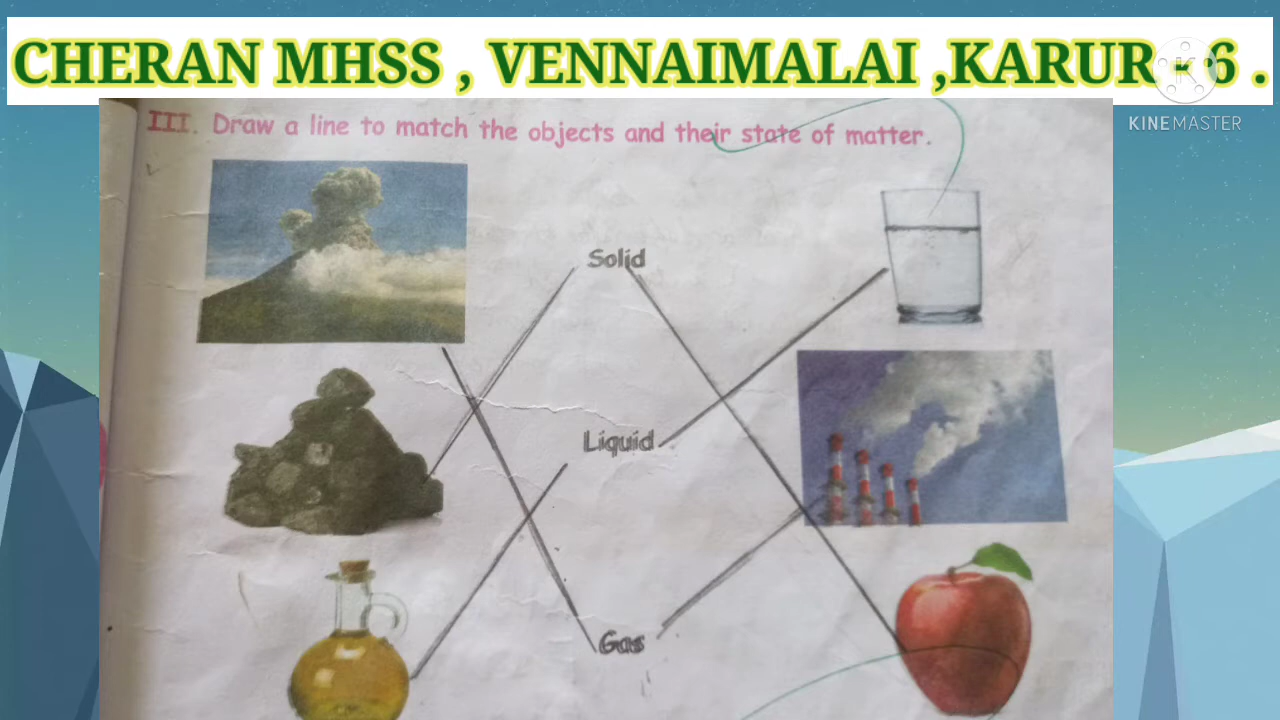 CHERAN MHSS , VENNAIMALAI ,KARUR - 6 .
K
KINEMASTER
III. Draw a line to match the objects and their state of matter.
Solid
Liquid
Gas